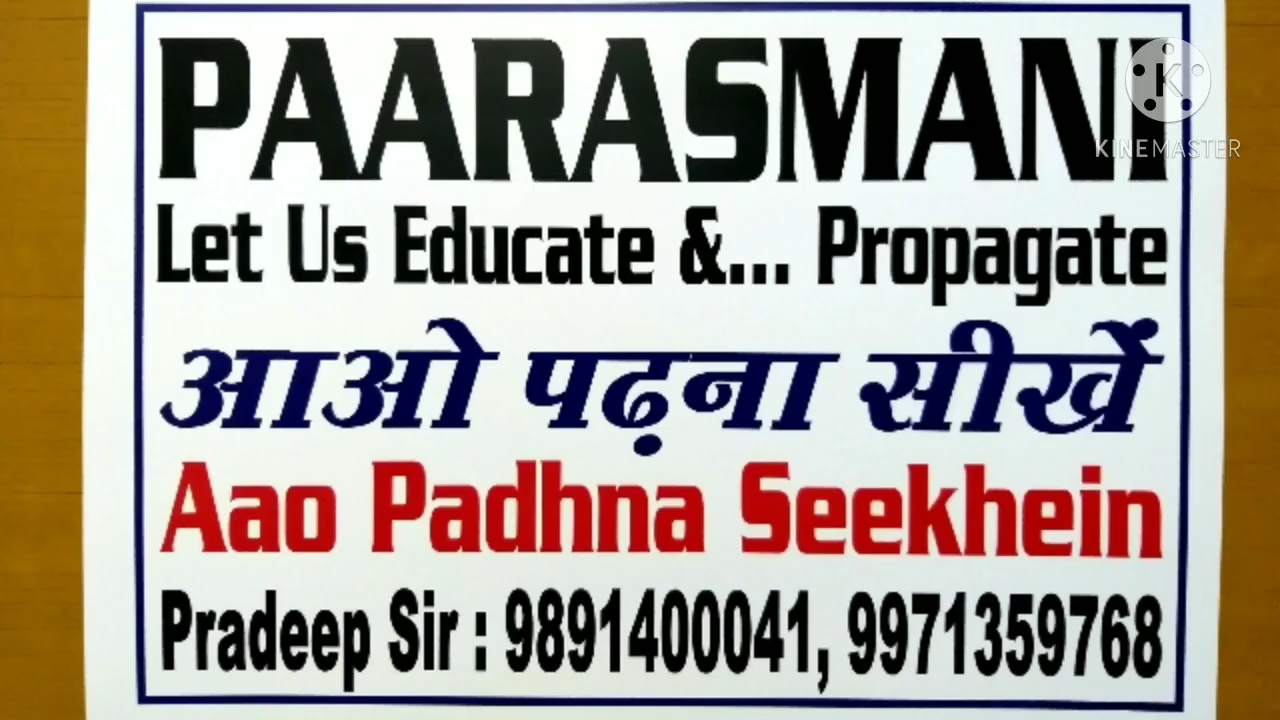 PAARASMANI
KINEMASTER
Let Us Educate &... Propagate
आओ पढ़ना सीखें
Aao Padhna Seekhein
Pradeep Sir : 9891400041, 9971359768